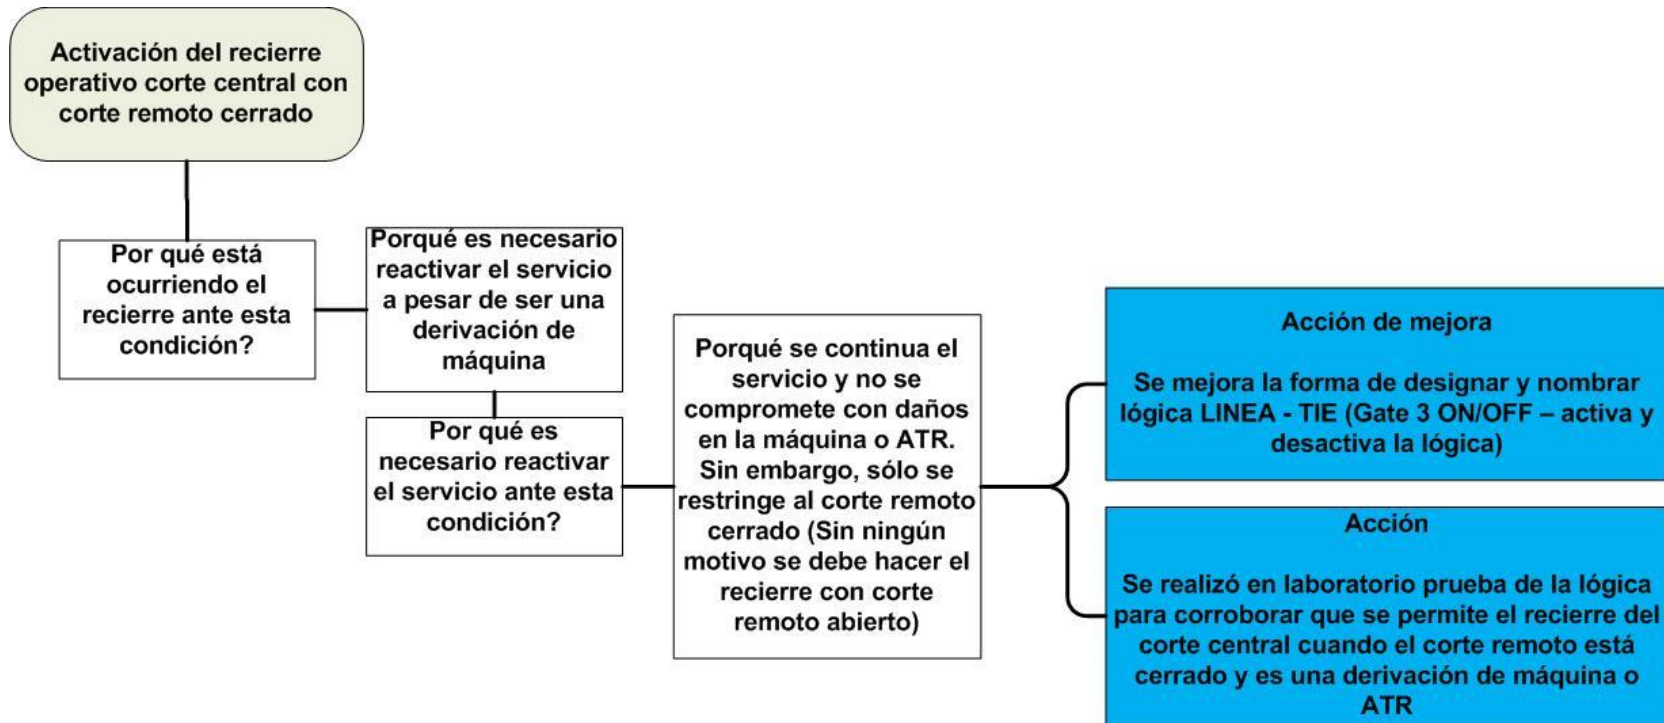 Activación del recierre
operativo corte central con
corte remoto cerrado
Por qué está
ocurriendo el
recierre ante esta
condición?
Porqué es necesario
reactivar el servicio
a pesar de ser una
derivación de
máquina
Por qué es
necesario reactivar
el servicio ante esta
condición?
Porqué se continua el
servicio y no se
compromete con daños
en la máquina o ATR.
Sin embargo, sólo se
restringe al corte remoto
cerrado (Sin ningún
motivo se debe hacer el
recierre con corte
remoto abierto)
Acción de mejora
Se mejora la forma de designar y nombrar
lógica LINEA - TIE (Gate 3 ON/OFF – activa y
desactiva la lógica)
Acción
Se realizó en laboratorio prueba de la lógica
para corroborar que se permite el recierre del
corte central cuando el corte remoto está
cerrado y es una derivación de máquina o
ATR